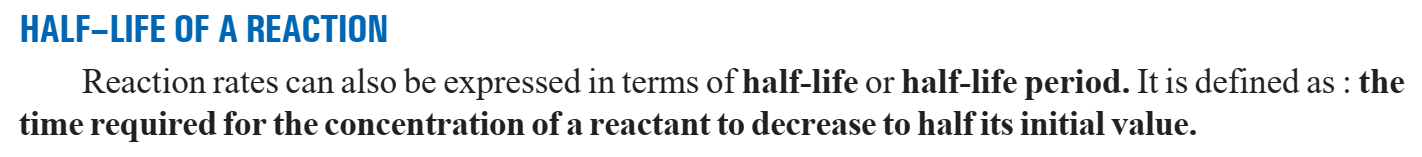 HALF–LIFE OF A REACTION
Reaction rates can also be expressed in terms of half-life or half-life period. It is defined as : the
time required for the concentration of a reactant to decrease to half its initial value.